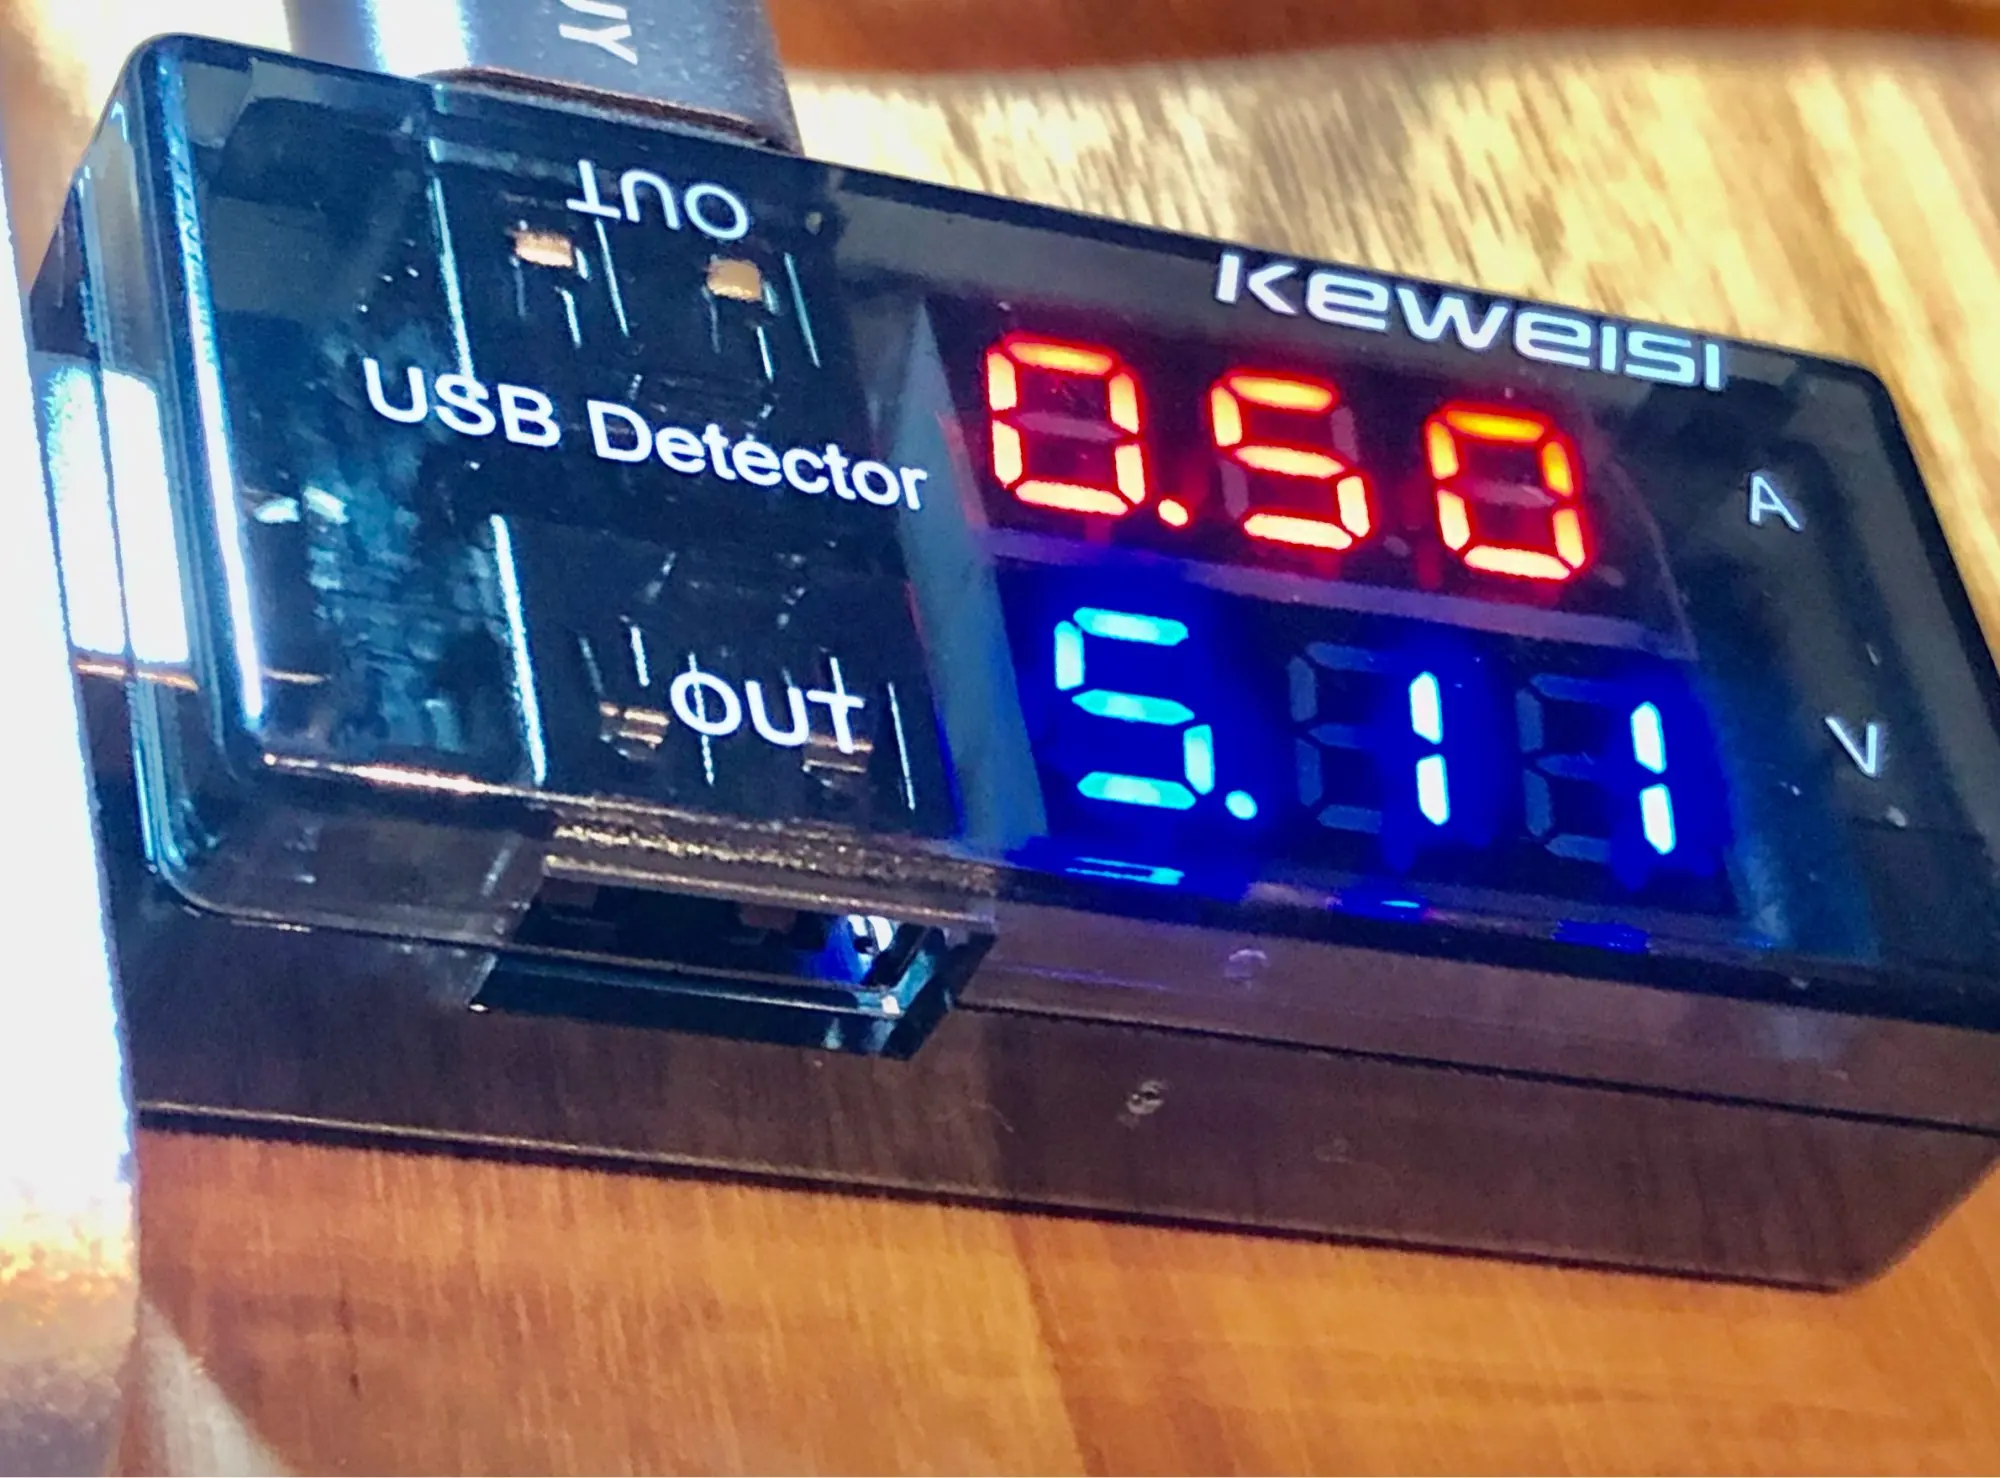 OUT
KEWEISI
USB Detector
0.50 A
5.11 V
OUT